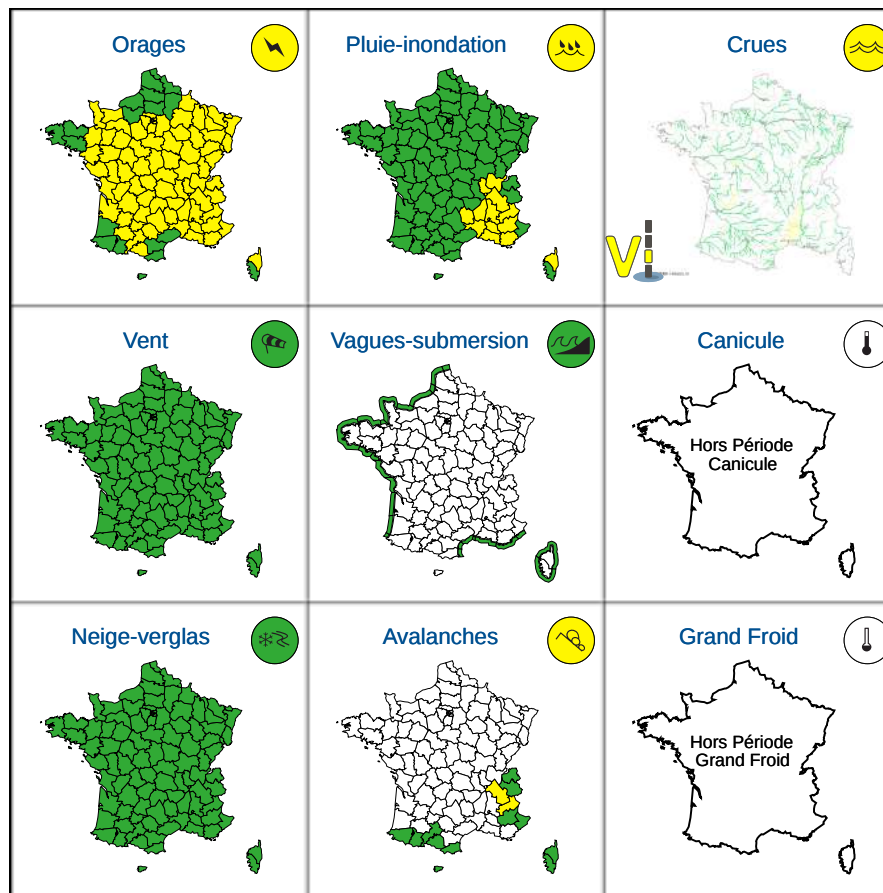 Orages
Pluie-inondation
Crues
Vi
Vent
Vagues-submersion
Canicule
Hors Période
Canicule
Neige-verglas
Avalanches
Grand Froid
Hors Période
Grand Froid